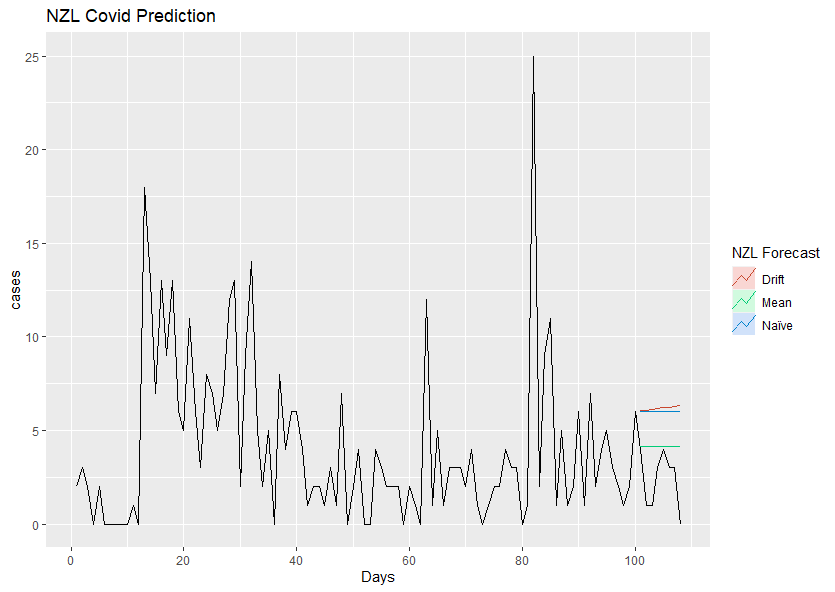 NZL Covid Prediction
25
20
15
10
5
0
cases
0 20 40 60 80 100
Days
NZL Forecast
Drift
Mean
Naïve